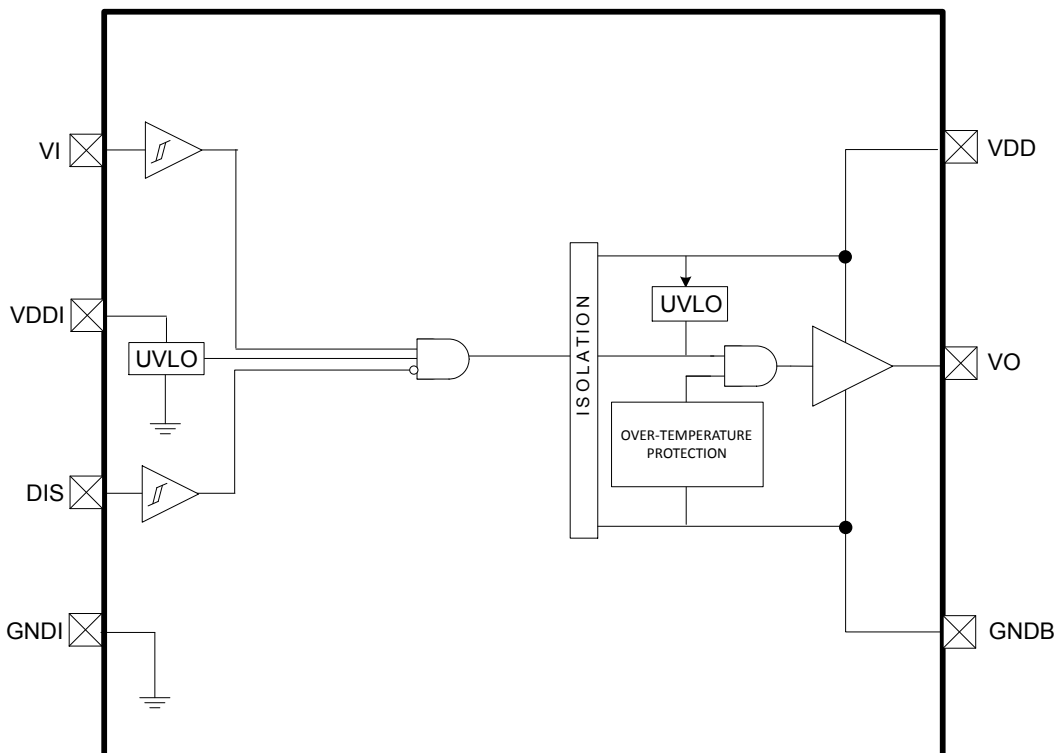 VI
VDD
VDDI
UVLO
ISOLATION
UVLO
VO
OVER-TEMPERATURE
PROTECTION
DIS
GNDI
GNDB